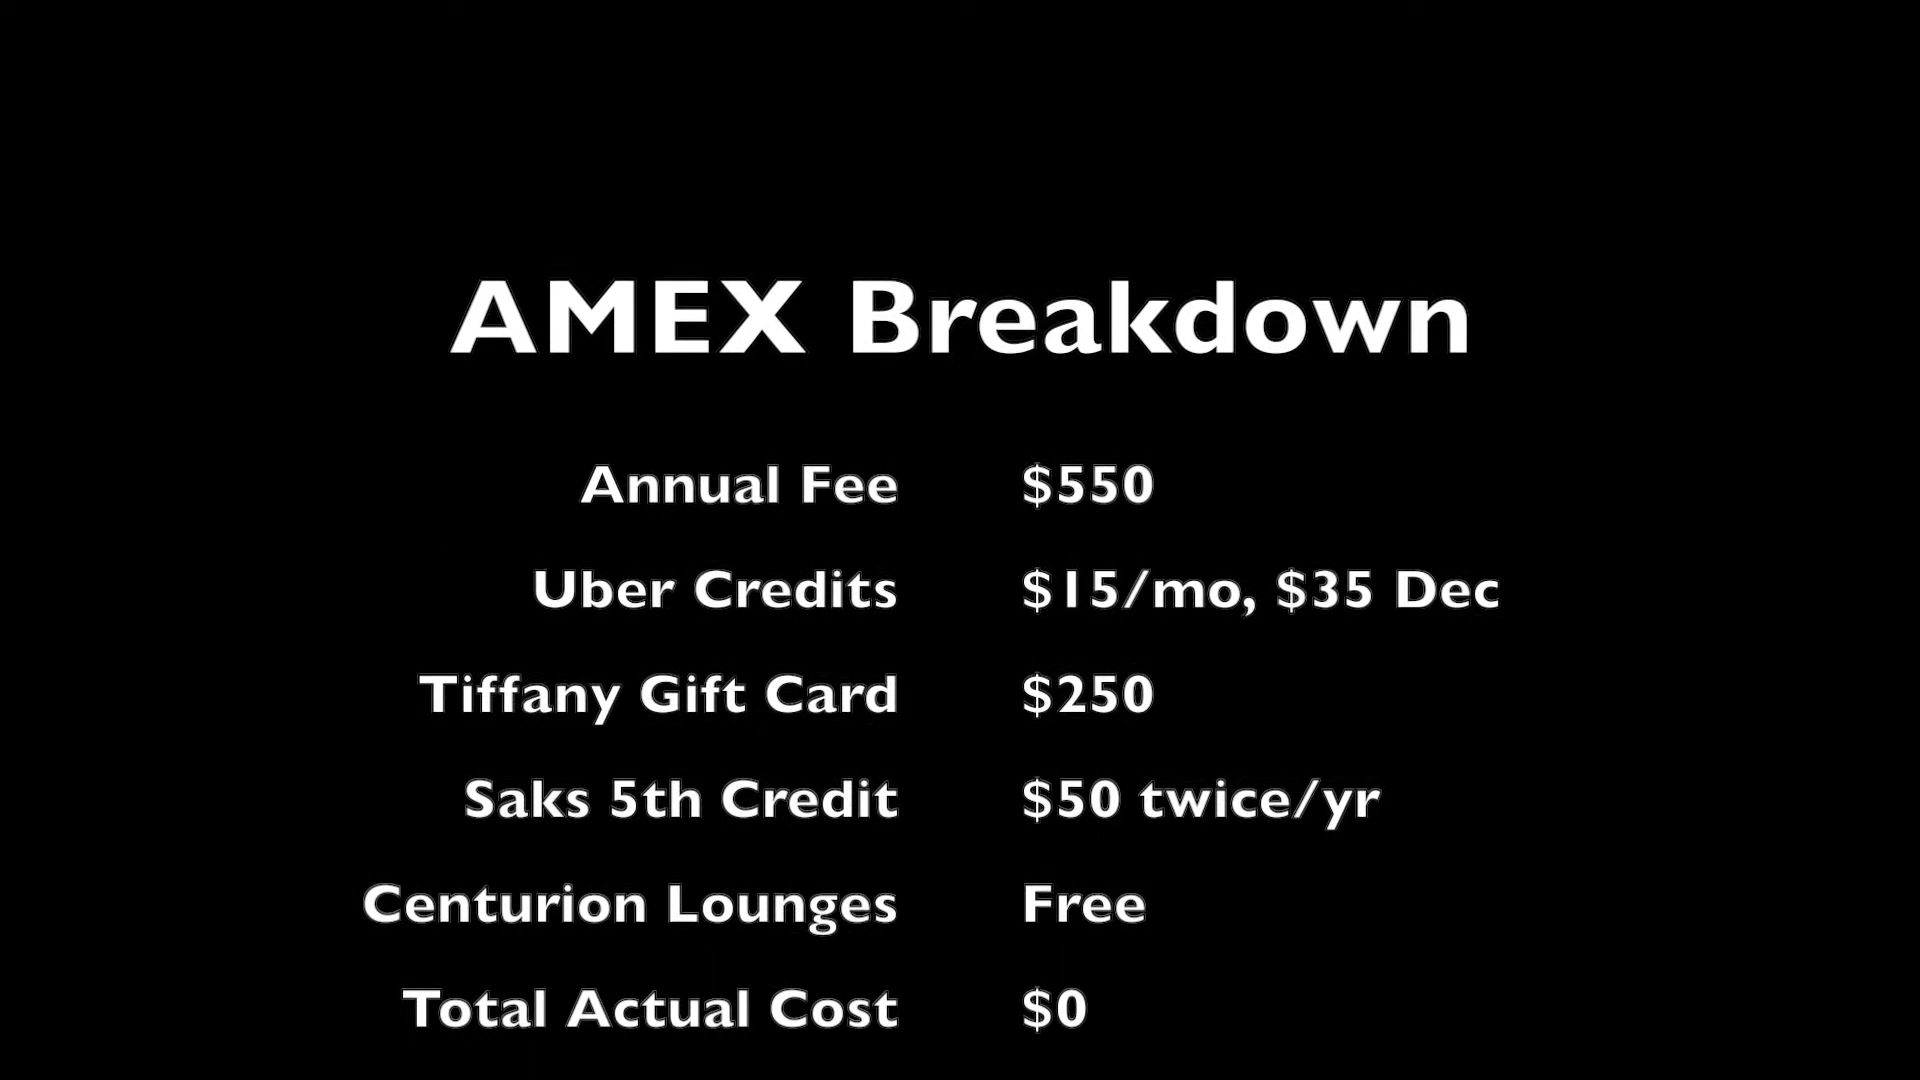 AMEX Breakdown
Annual Fee $550
Uber Credits $15/mo, $35 Dec
Tiffany Gift Card $250
Saks 5th Credit $50 twice/yr
Centurion Lounges Free
Total Actual Cost $0